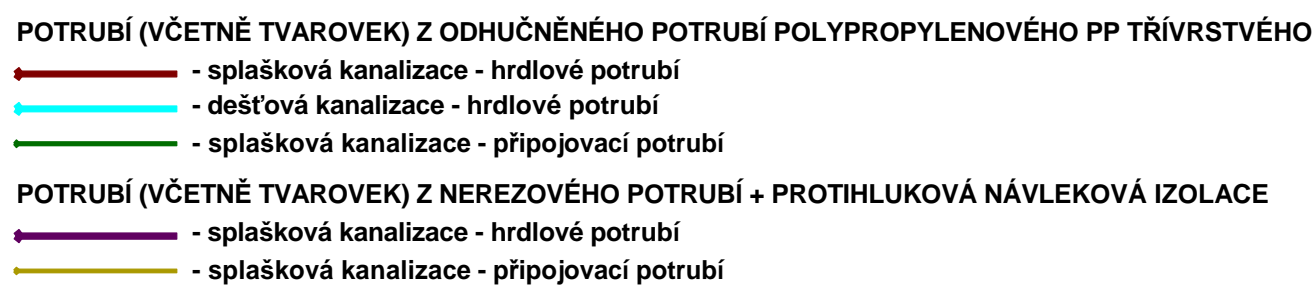 POTRUBÍ (VČETNĚ TVAROVEK) Z ODHUČNĚNÉHO POTRUBÍ POLYPROPYLENOVÉHO PP TŘÍVRSTVÉHO
- splašková kanalizace - hrdlové potrubí
- dešťová kanalizace - hrdlové potrubí
- splašková kanalizace - připojovací potrubí
POTRUBÍ (VČETNĚ TVAROVEK) Z NEREZOVÉHO POTRUBÍ + PROTIHLUKOVÁ NÁVLEKOVÁ IZOLACE
- splašková kanalizace - hrdlové potrubí
- splašková kanalizace - připojovací potrubí